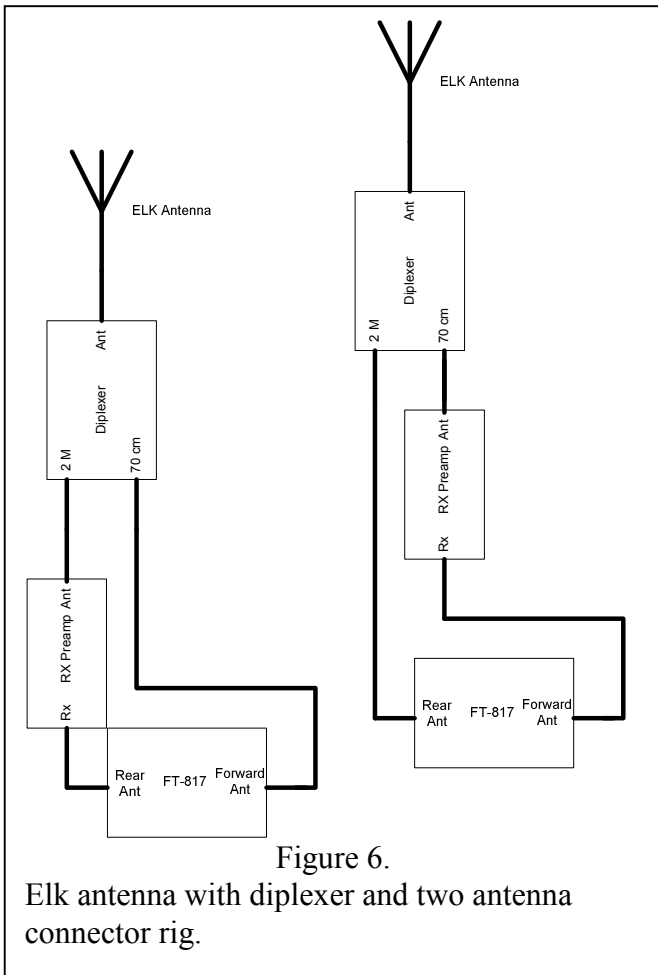 ELK Antenna
Ant
Diplexer
2 M
70 cm
RX Preamp
Ant
Rx
Rear
Ant
FT-817
Forward
Ant
ELK Antenna
Ant
Diplexer
2 M
70 cm
RX Preamp
Ant
Rx
Rear
Ant
FT-817
Forward
Ant
Figure 6.
Elk antenna with diplexer and two antenna
connector rig.